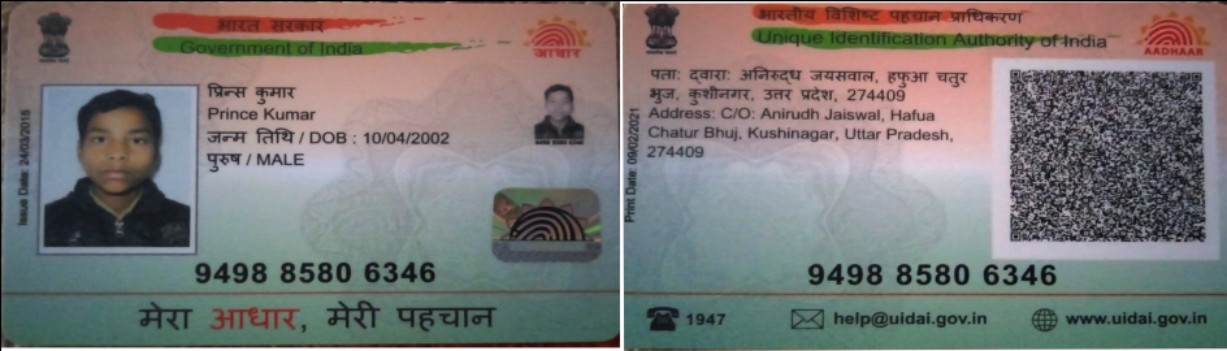 भारत सरकार
Government of India
आधार
Issue Date: 24/03/2015
प्रिन्स कुमार
Prince Kumar
जन्म तिथि / DOB : 10/04/2002
पुरुष / MALE
9498 8580 6346
मेरा आधार, मेरी पहचान
भारतीय विशिष्ट पहचान प्राधिकरण
Unique Identification Authority of India
AADHAAR
Print Date: 09/02/2021
पता: द्वारा: अनिरुद्ध जयसवाल, हफुआ चतुर
भुज, कुशीनगर, उत्तर प्रदेश, 274409
Address: C/O: Anirudh Jaiswal, Hafua
Chatur Bhuj, Kushinagar, Uttar Pradesh,
274409
9498 8580 6346
1947
help@uidai.gov.in
www.uidai.gov.in